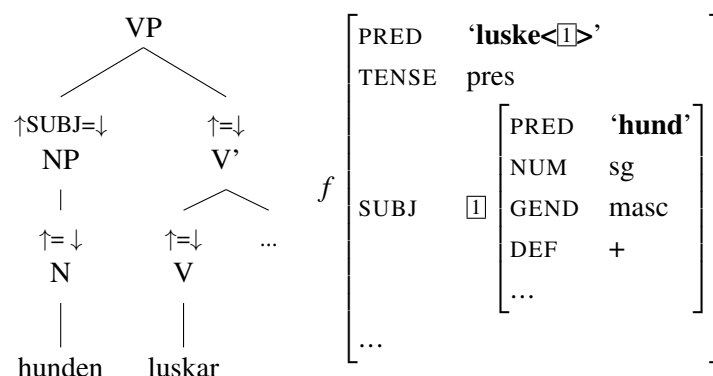 VP
↑SUBJ=↓ ↑=↓
NP V’
↑=↓ ↑=↓ ...
N V
hunden luskar
f
PRED ‘luske<1>’
TENSE pres
SUBJ 1
PRED ‘hund’
NUM sg
GEND masc
DEF +
...
...